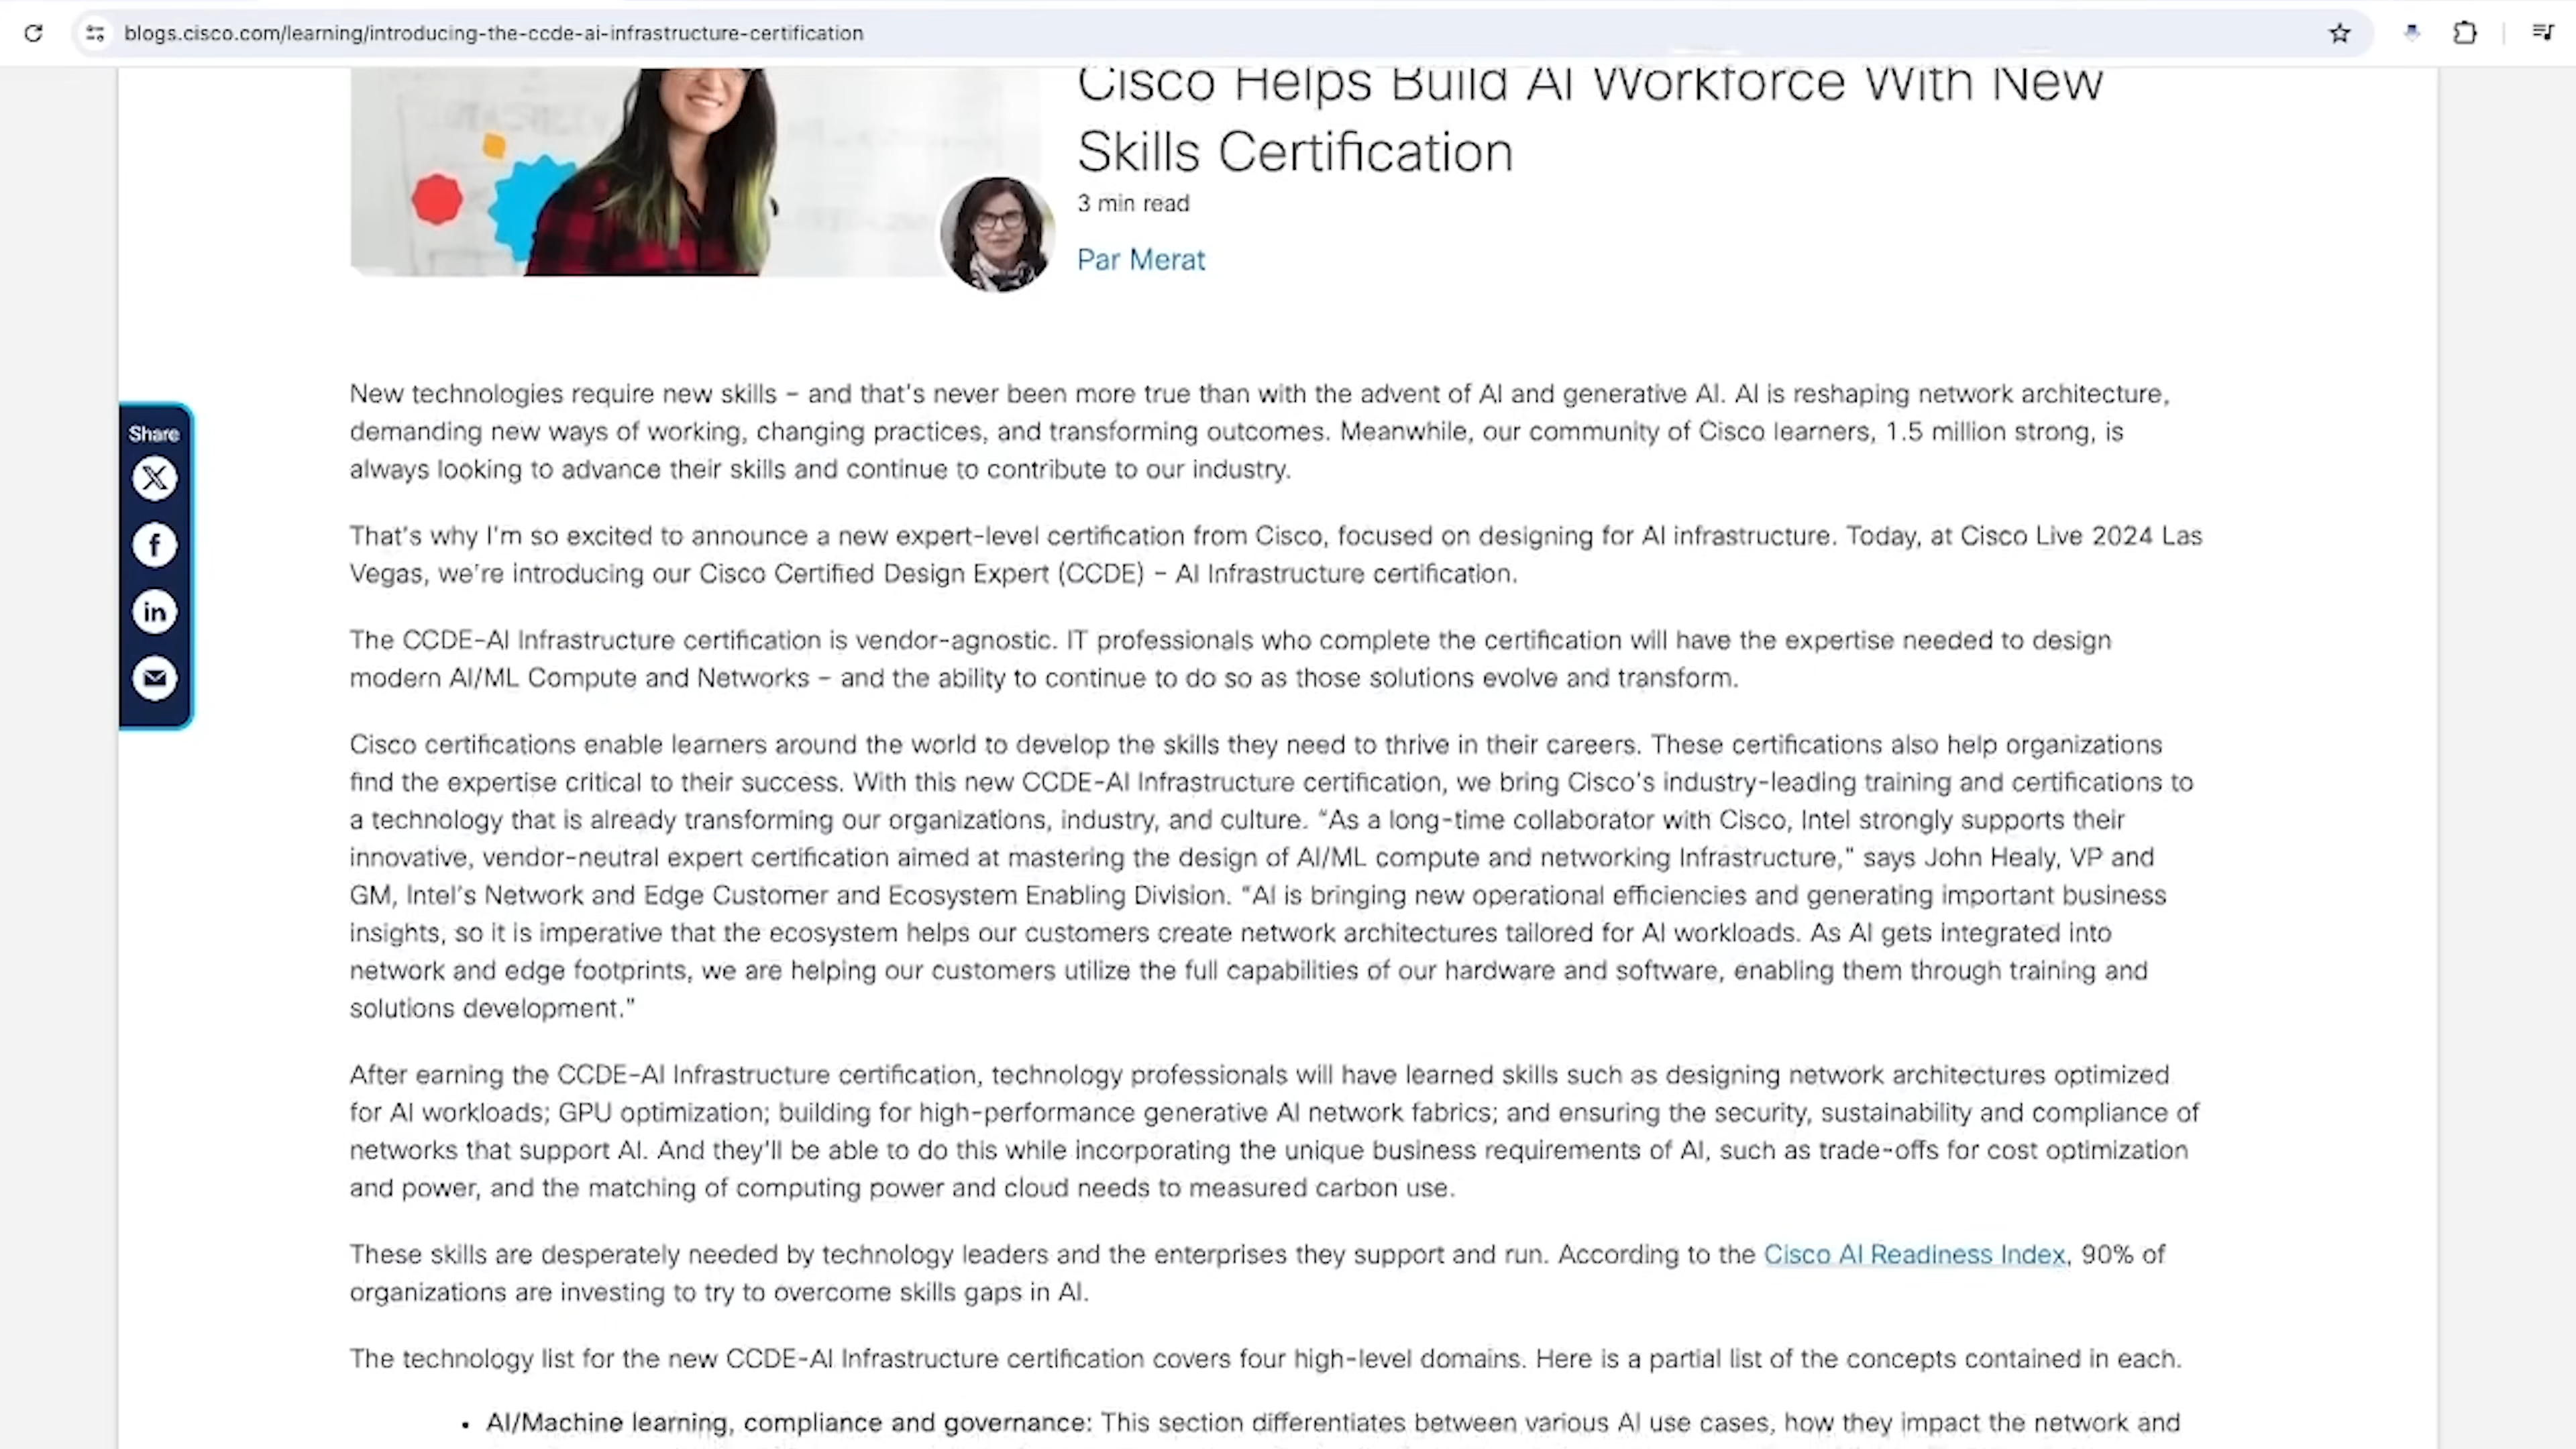 blogs.cisco.com/learning/introducing-the-ccde-ai-infrastructure-certification
Cisco Helps Build AI Workforce With New
Skills Certification
3 min read
Par Merat
Share
New technologies require new skills – and that's never been more true than with the advent of AI and generative AI. AI is reshaping network architecture,
demanding new ways of working, changing practices, and transforming outcomes. Meanwhile, our community of Cisco learners, 1.5 million strong, is
always looking to advance their skills and continue to contribute to our industry.
That's why I'm so excited to announce a new expert-level certification from Cisco, focused on designing for AI infrastructure. Today, at Cisco Live 2024 Las
Vegas, we're introducing our Cisco Certified Design Expert (CCDE) – AI Infrastructure certification.
The CCDE-AI Infrastructure certification is vendor-agnostic. IT professionals who complete the certification will have the expertise needed to design
modern AI/ML Compute and Networks – and the ability to continue to do so as those solutions evolve and transform.
Cisco certifications enable learners around the world to develop the skills they need to thrive in their careers. These certifications also help organizations
find the expertise critical to their success. With this new CCDE-AI Infrastructure certification, we bring Cisco's industry-leading training and certifications to
a technology that is already transforming our organizations, industry, and culture. "As a long-time collaborator with Cisco, Intel strongly supports their
innovative, vendor-neutral expert certification aimed at mastering the design of AI/ML compute and networking Infrastructure," says John Healy, VP and
GM, Intel's Network and Edge Customer and Ecosystem Enabling Division. "AI is bringing new operational efficiencies and generating important business
insights, so it is imperative that the ecosystem helps our customers create network architectures tailored for AI workloads. As AI gets integrated into
network and edge footprints, we are helping our customers utilize the full capabilities of our hardware and software, enabling them through training and
solutions development."
After earning the CCDE-AI Infrastructure certification, technology professionals will have learned skills such as designing network architectures optimized
for AI workloads; GPU optimization; building for high-performance generative AI network fabrics; and ensuring the security, sustainability and compliance of
networks that support AI. And they'll be able to do this while incorporating the unique business requirements of AI, such as trade-offs for cost optimization
and power, and the matching of computing power and cloud needs to measured carbon use.
These skills are desperately needed by technology leaders and the enterprises they support and run. According to the Cisco AI Readiness Index, 90% of
organizations are investing to try to overcome skills gaps in AI.
The technology list for the new CCDE-AI Infrastructure certification covers four high-level domains. Here is a partial list of the concepts contained in each.
• AI/Machine learning, compliance and governance: This section differentiates between various AI use cases, how they impact the network and